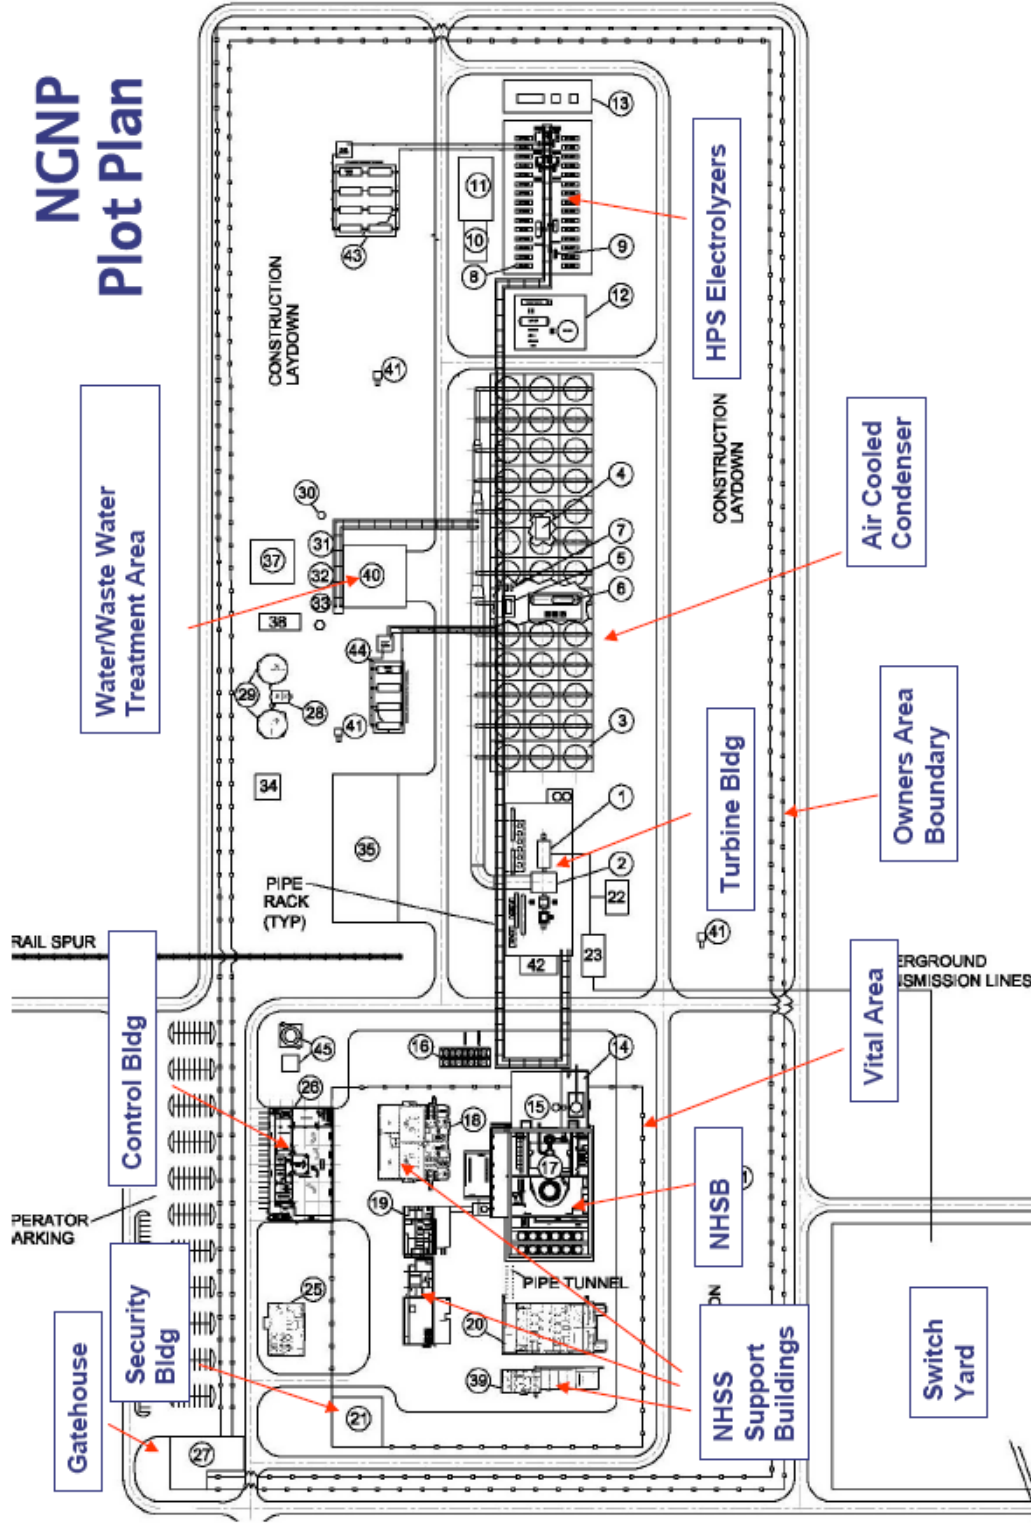 NGNP
Plot Plan
13
11
10
8
9
12
43
HPS Electrolyzers
CONSTRUCTION
LAYDOWN
41
Water/Waste Water
Treatment Area
30
31
32
33
37
40
38
44
29
28
41
34
35
4
7
5
6
3
CONSTRUCTION
LAYDOWN
Air Cooled
Condenser
Owners Area
Boundary
Turbine Bldg
1
2
22
23
42
41
PIPE
RACK
(TYP)
RAIL SPUR
ERGROUND
NSMISSION LINES
Control Bldg
Vital Area
45
16
14
15
26
18
17
19
NHSB
PERATOR
ARKING
PIPE TUNNEL
25
20
39
21
27
Security
Bldg
Gatehouse
NHSS
Support
Buildings
ON
Switch
Yard